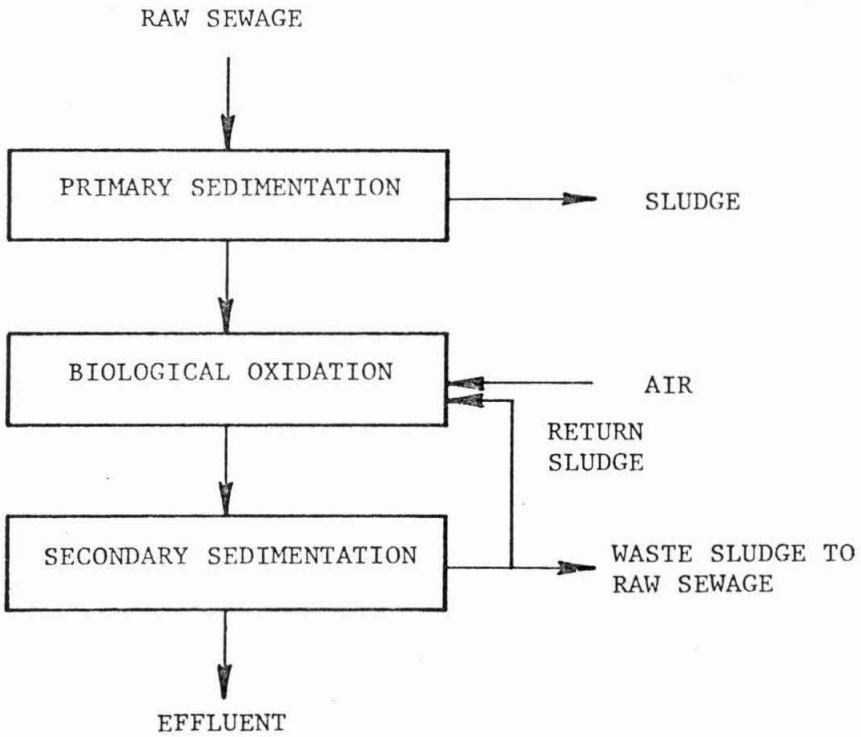 RAW SEWAGE
PRIMARY SEDIMENTATION
SLUDGE
BIOLOGICAL OXIDATION
AIR
RETURN
SLUDGE
SECONDARY SEDIMENTATION
WASTE SLUDGE TO
RAW SEWAGE
EFFLUENT